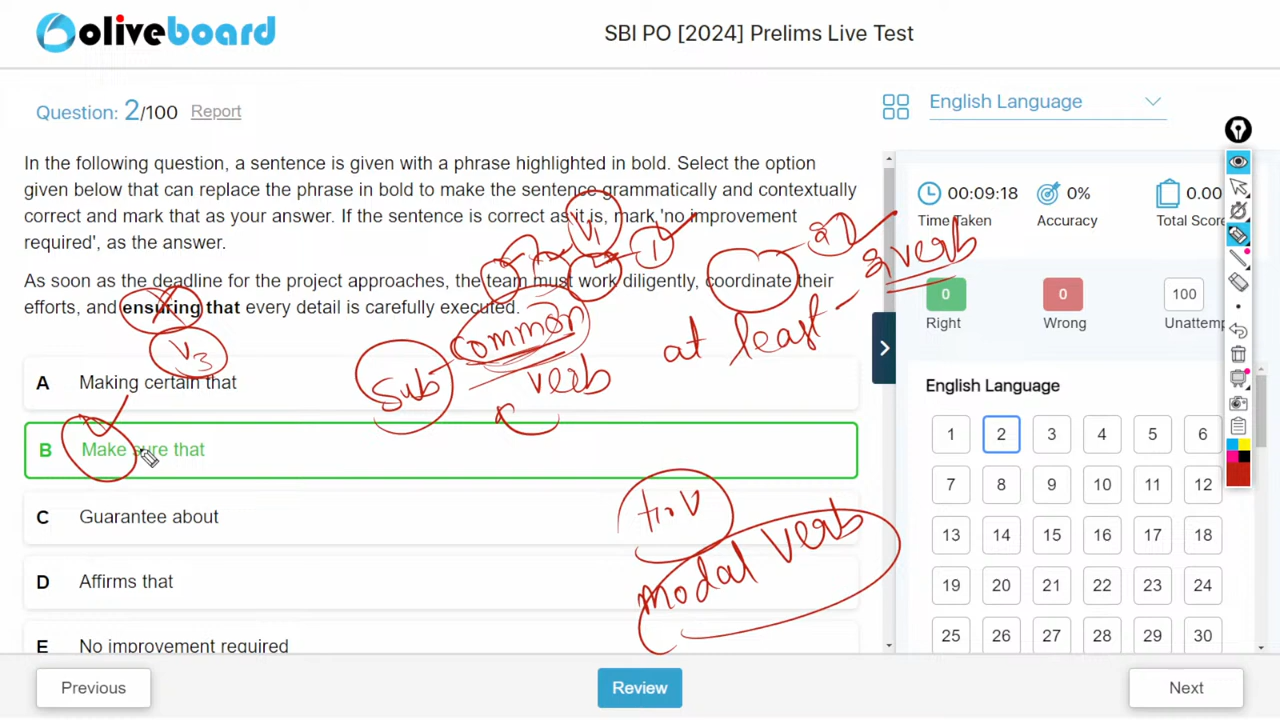 oliveboard
SBI PO [2024] Prelims Live Test
Question: 2/100 Report
English Language
In the following question, a sentence is given with a phrase highlighted in bold. Select the option
given below that can replace the phrase in bold to make the sentence grammatically and contextually
correct and mark that as your answer. If the sentence is correct as it is, mark 'no improvement
required', as the answer.
As soon as the deadline for the project approaches, the team must work diligently, coordinate their
efforts, and ensuring that every detail is carefully executed.
V1
1
2
2 verb
at least
V3
Sub
common
verb
A Making certain that
B Make sure that
C Guarantee about
D Affirms that
E No improvement required
modal verb
00:09:18
Time Taken
0%
Accuracy
0.00
Total Score
0
Right
0
Wrong
100
Unattemp
English Language
1 2 3 4 5 6
7 8 9 10 11 12
13 14 15 16 17 18
19 20 21 22 23 24
25 26 27 28 29 30
Previous
Review
Next